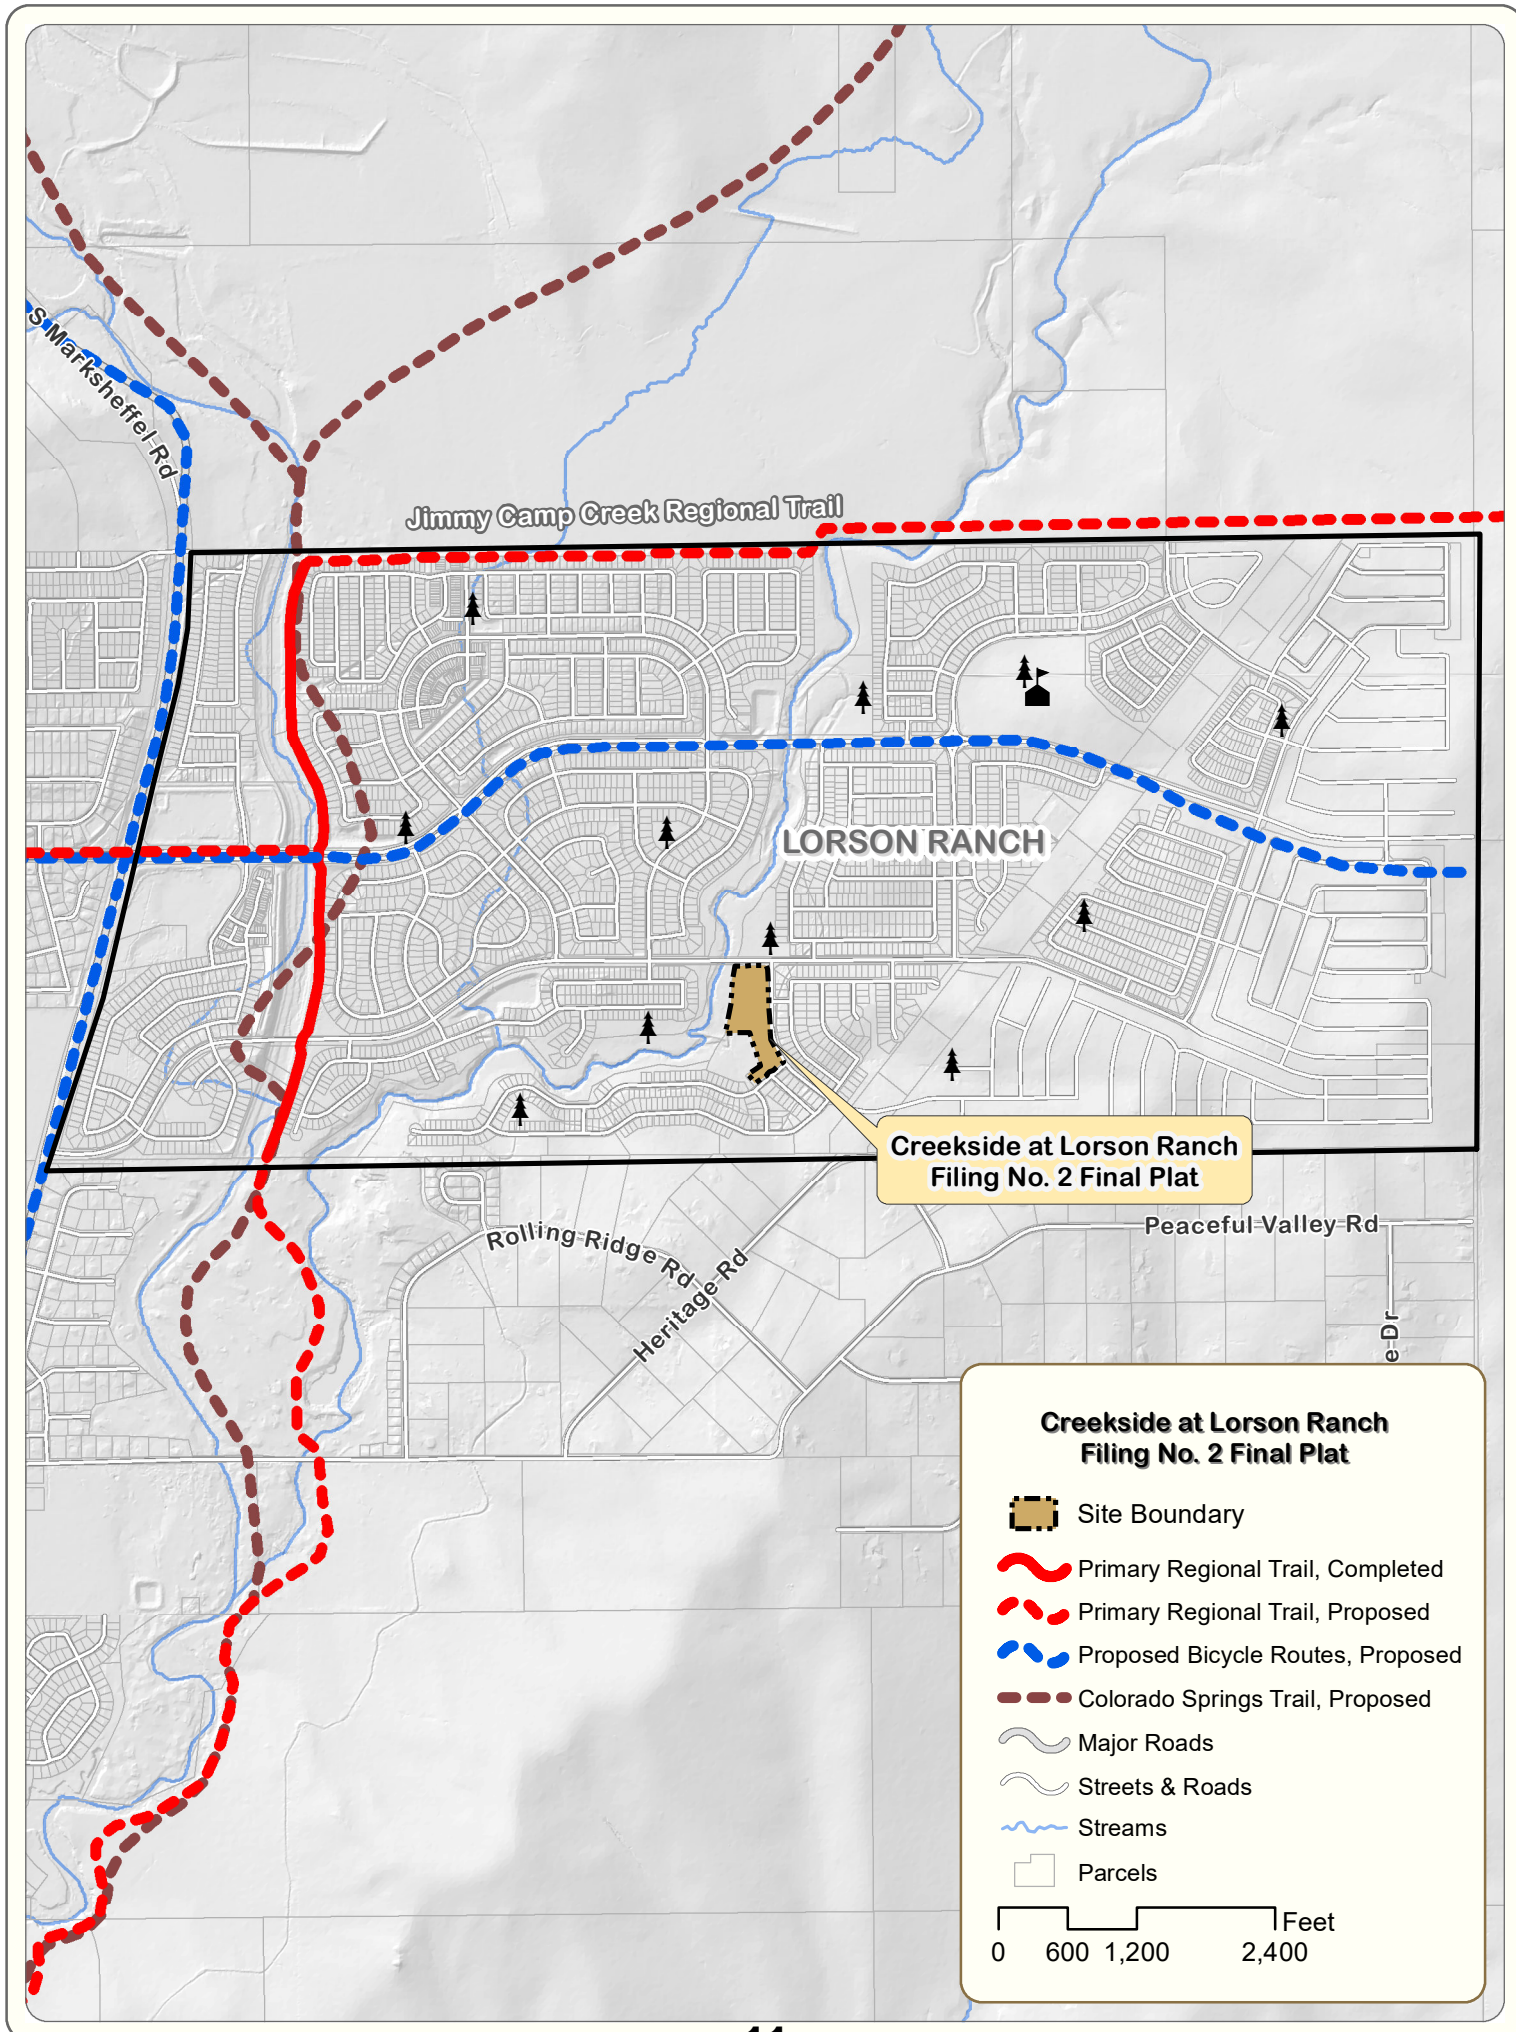 S Marksheffel Rd
Jimmy Camp Creek Regional Trail
LORSON RANCH
Creekside at Lorson Ranch
Filing No. 2 Final Plat
Peaceful Valley Rd
Rolling Ridge Rd
Heritage Rd
e Dr
Creekside at Lorson Ranch
Filing No. 2 Final Plat
Site Boundary
Primary Regional Trail, Completed
Primary Regional Trail, Proposed
Proposed Bicycle Routes, Proposed
Colorado Springs Trail, Proposed
Major Roads
Streets & Roads
Streams
Parcels
Feet
0 600 1,200 2,400